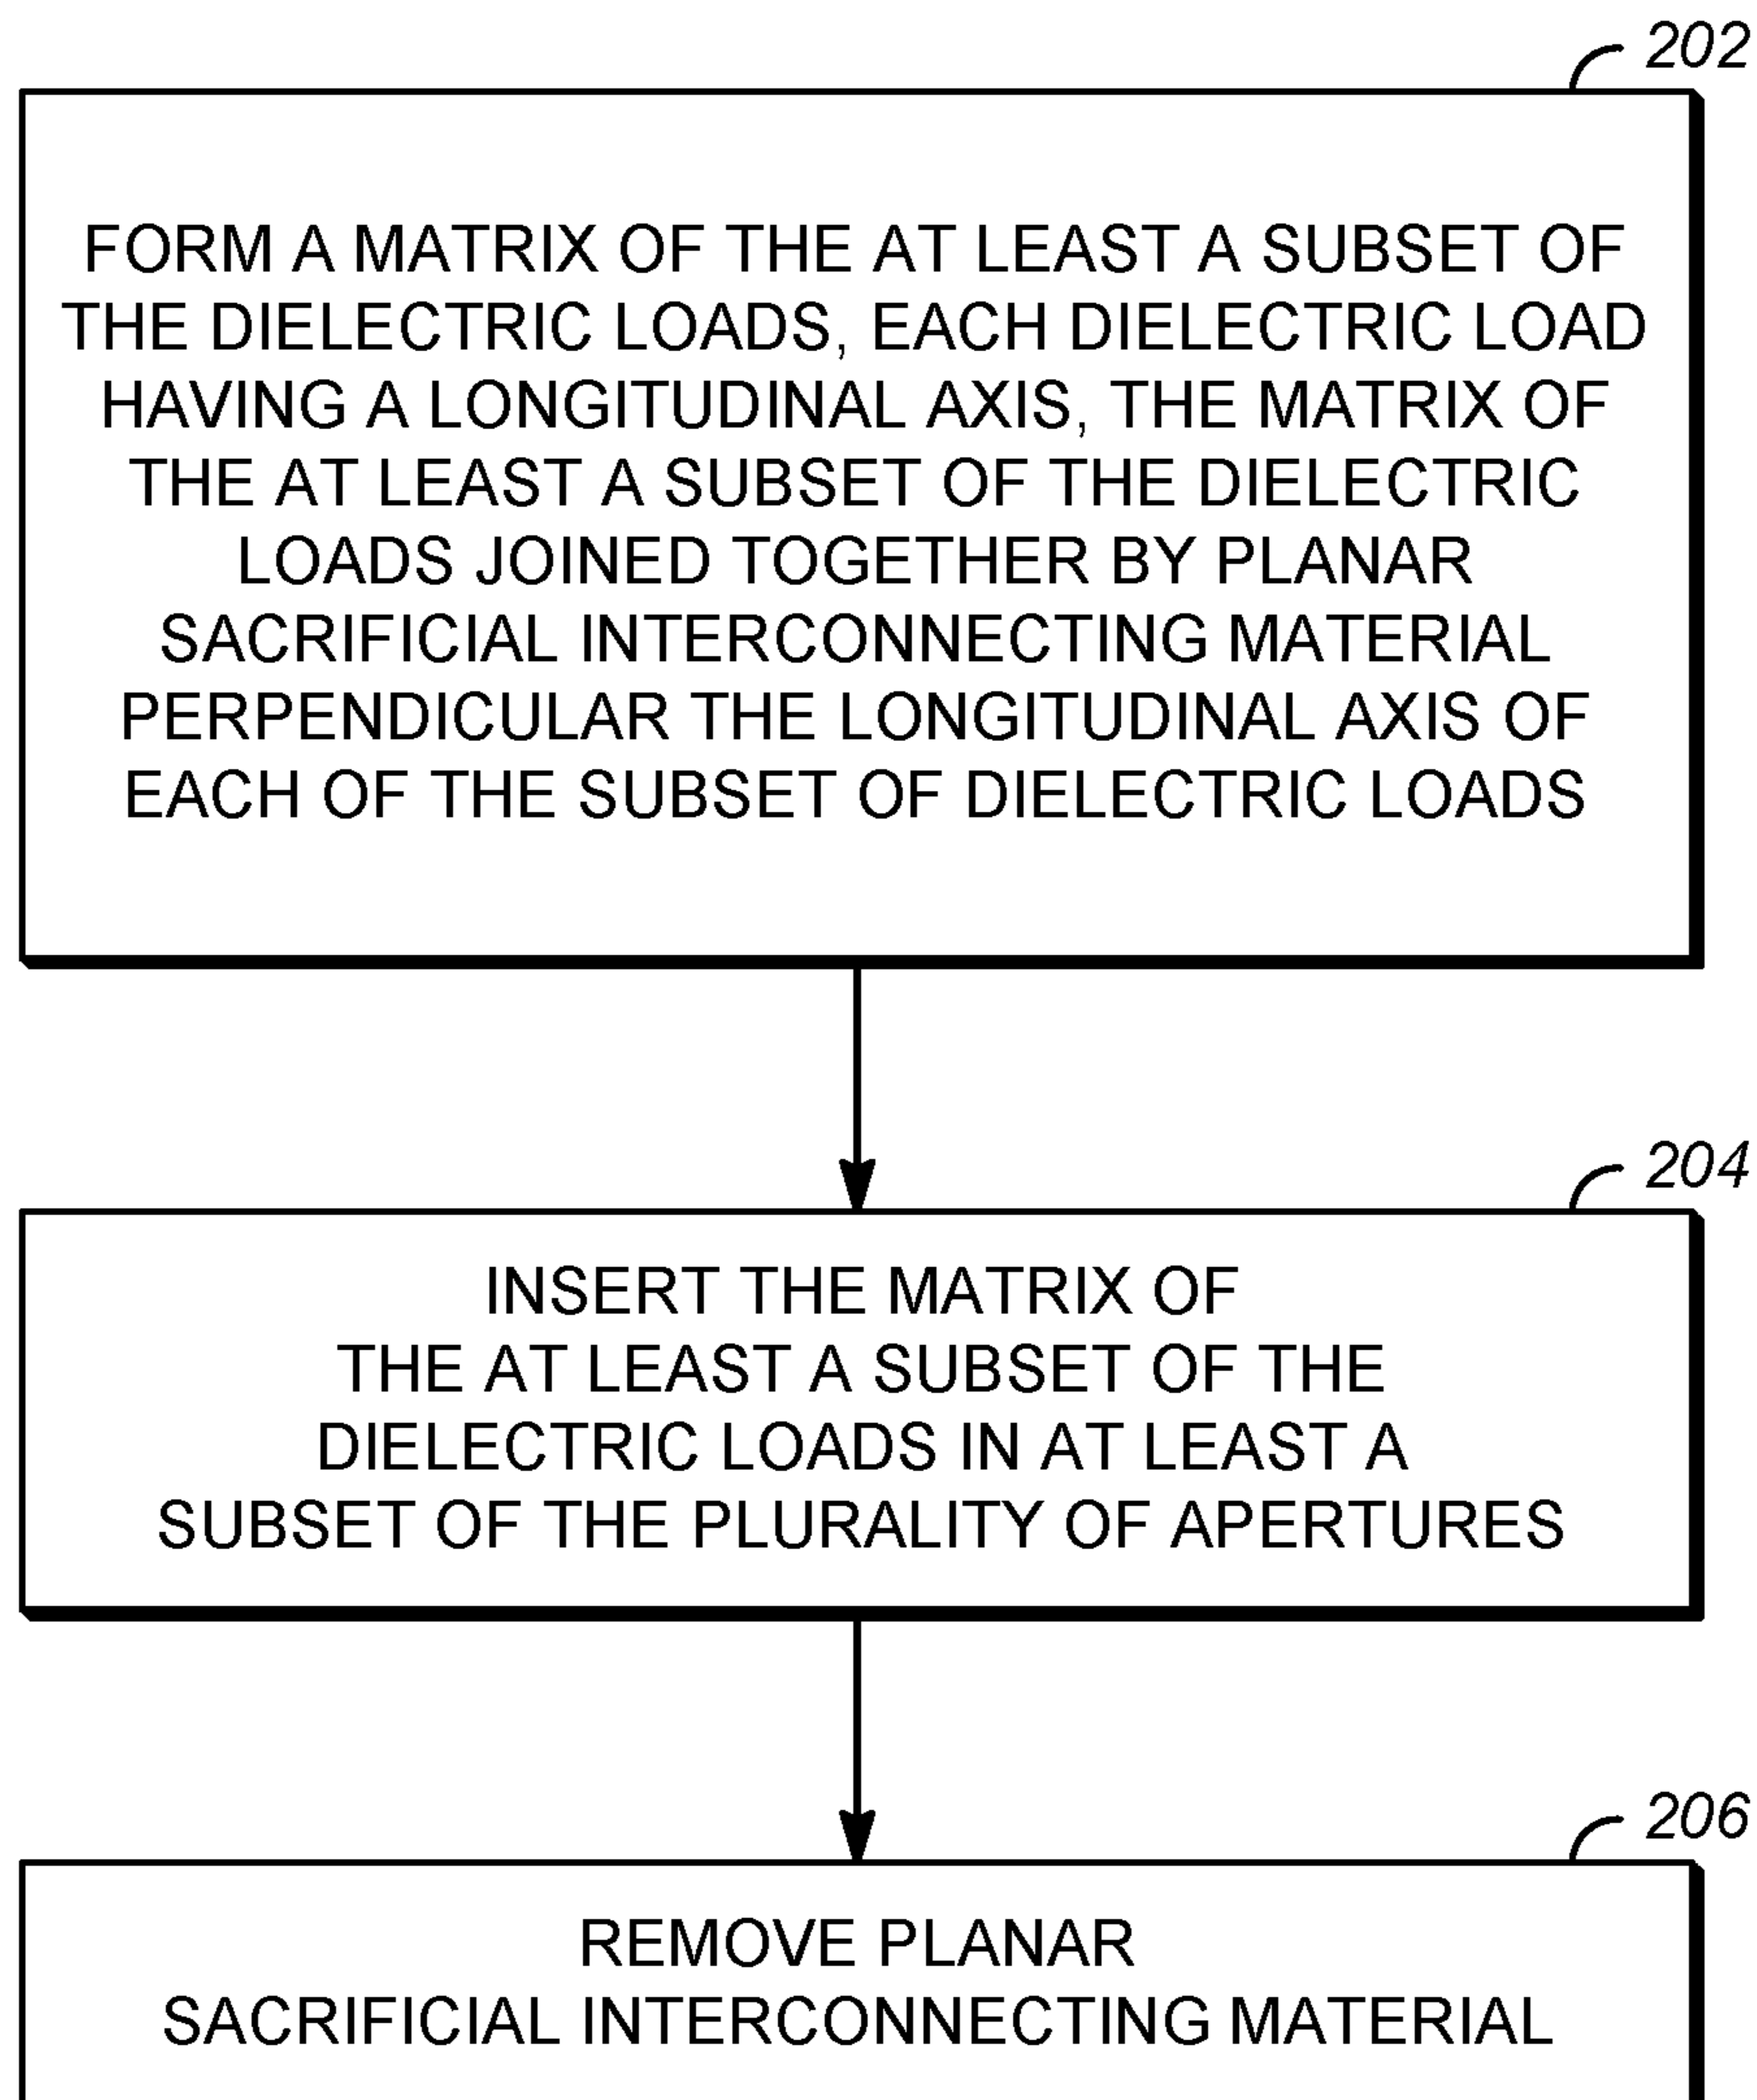 202
FORM A MATRIX OF THE AT LEAST A SUBSET OF
THE DIELECTRIC LOADS, EACH DIELECTRIC LOAD
HAVING A LONGITUDINAL AXIS, THE MATRIX OF
THE AT LEAST A SUBSET OF THE DIELECTRIC
LOADS JOINED TOGETHER BY PLANAR
SACRIFICIAL INTERCONNECTING MATERIAL
PERPENDICULAR THE LONGITUDINAL AXIS OF
EACH OF THE SUBSET OF DIELECTRIC LOADS
204
INSERT THE MATRIX OF
THE AT LEAST A SUBSET OF THE
DIELECTRIC LOADS IN AT LEAST A
SUBSET OF THE PLURALITY OF APERTURES
206
REMOVE PLANAR
SACRIFICIAL INTERCONNECTING MATERIAL